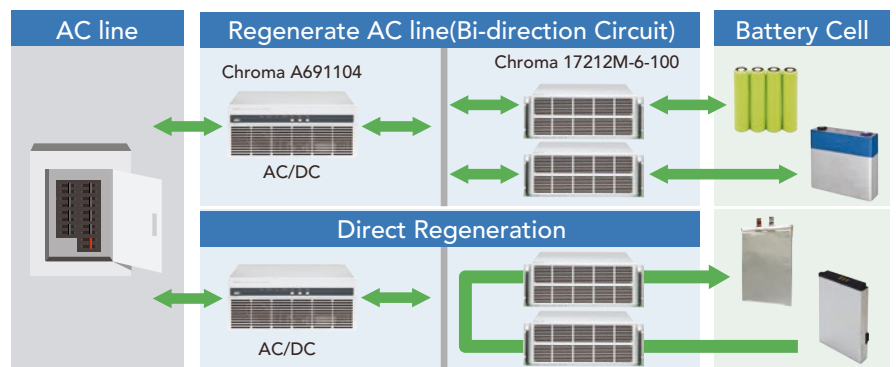 AC line
Regenerate AC line(Bi-direction Circuit)
Battery Cell
Chroma A691104
Chroma 17212M-6-100
AC/DC
Direct Regeneration
AC/DC